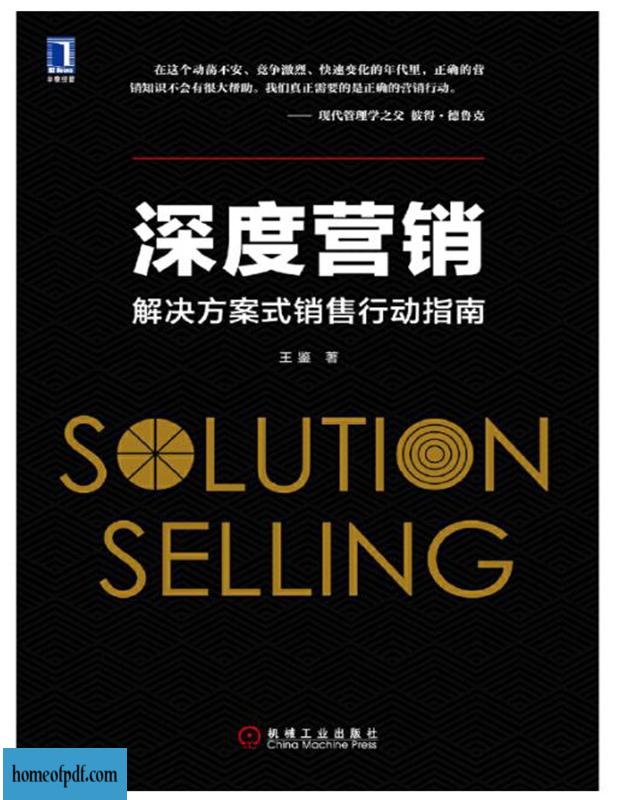 华章经管
在这个动荡不安、竞争激烈、快速变化的年代里，正确的营
销知识不会有很大帮助。我们真正需要的是正确的营销行动。
—— 现代管理学之父 彼得·德鲁克
深度营销
解决方案式销售行动指南
王鉴 著
SOLUTION
SELLING
机械工业出版社
China Machine Press
homeofpdf.com